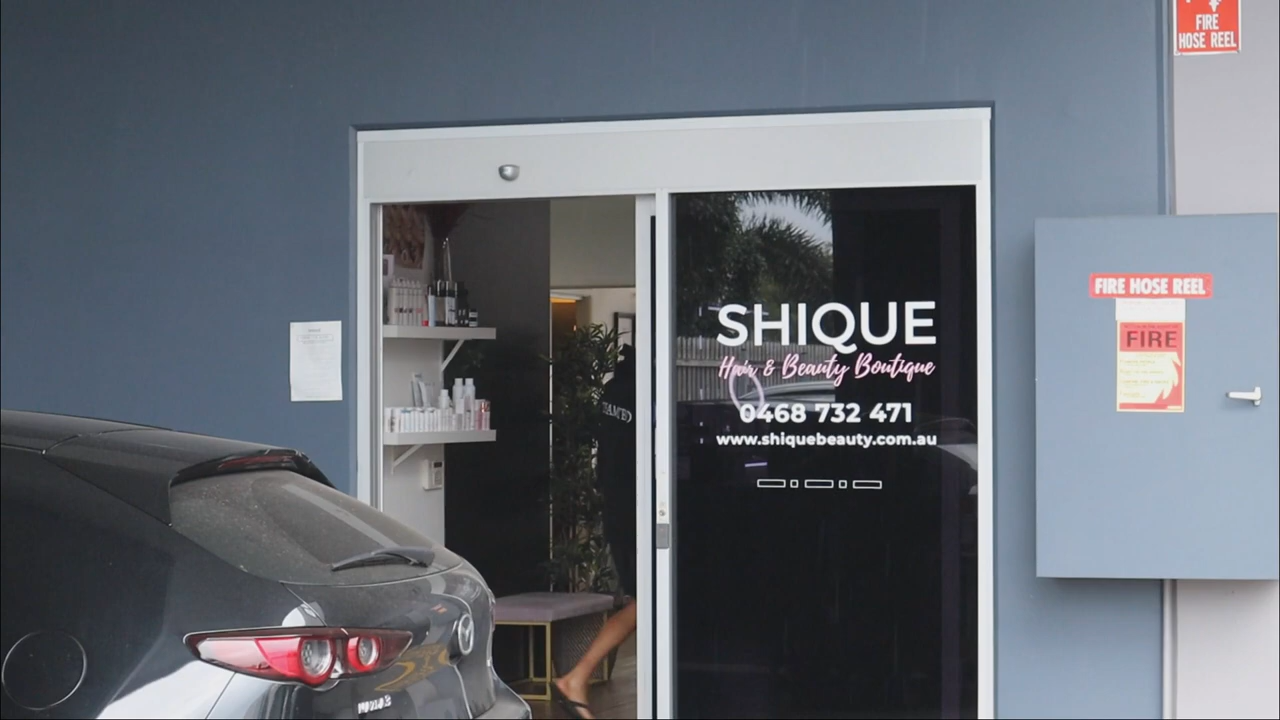 FIRE
HOSE REEL
SHIQUE
Hair & Beauty Boutique
0468 732 471
www.shiquebeauty.com.au
FIRE HOSE REEL
FIRE